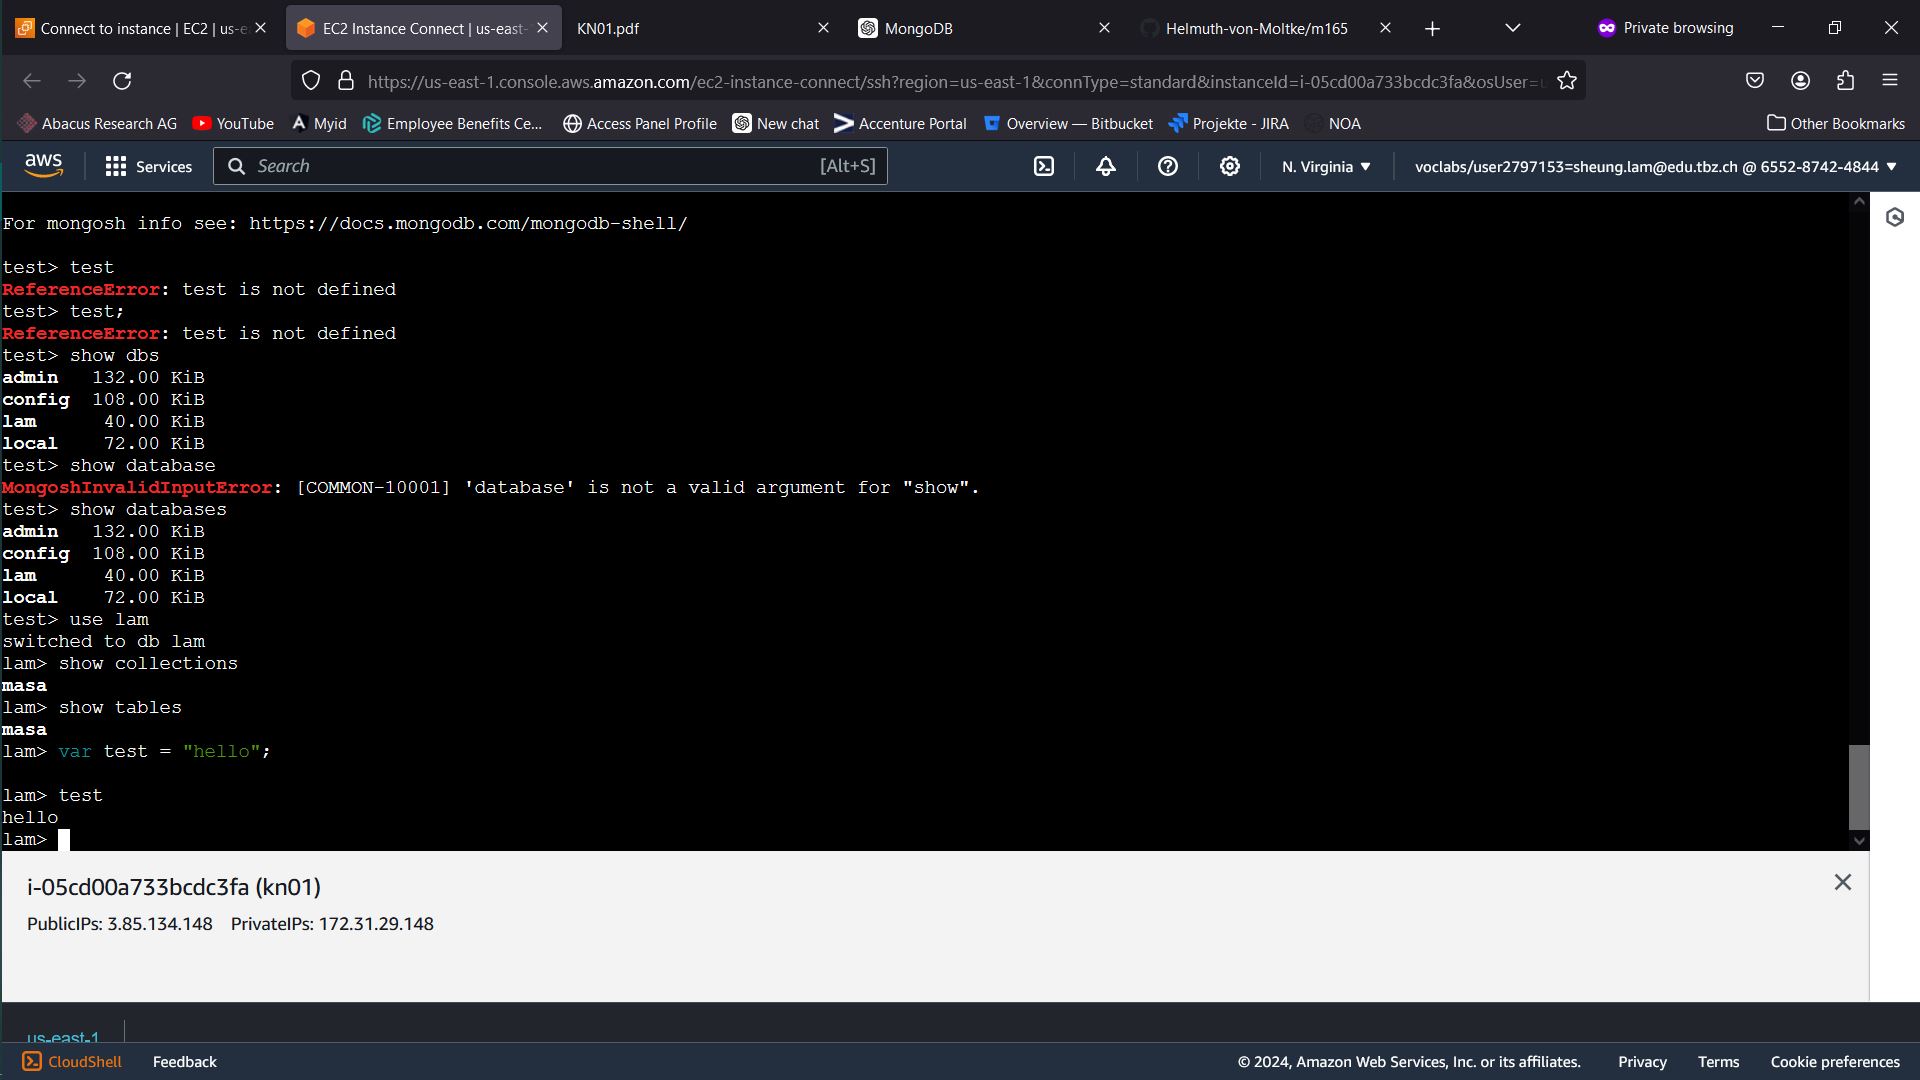 Connect to instance | EC2 | us-e
EC2 Instance Connect | us-east-
KN01.pdf
MongoDB
Helmuth-von-Moltke/m165
Private browsing
https://us-east-1.console.aws.amazon.com/ec2-instance-connect/ssh?region=us-east-1&connType=standard&instanceId=i-05cd00a733bcdc3fa&osUser=u
Abacus Research AG
YouTube
Myid
Employee Benefits Ce...
Access Panel Profile
New chat
Accenture Portal
Overview — Bitbucket
Projekte - JIRA
NOA
Other Bookmarks
aws
Services
Search
[Alt+S]
N. Virginia
voclabs/user2797153=sheung.lam@edu.tbz.ch @ 6552-8742-4844
For mongosh info see: https://docs.mongodb.com/mongodb-shell/
test> test
ReferenceError: test is not defined
test> test;
ReferenceError: test is not defined
test> show dbs
admin 132.00 KiB
config 108.00 KiB
lam 40.00 KiB
local 72.00 KiB
test> show database
MongoshInvalidInputError: [COMMON-10001] 'database' is not a valid argument for "show".
test> show databases
admin 132.00 KiB
config 108.00 KiB
lam 40.00 KiB
local 72.00 KiB
test> use lam
switched to db lam
lam> show collections
masa
lam> show tables
masa
lam> var test = "hello";
lam> test
hello
lam>
i-05cd00a733bcdc3fa (kn01)
PublicIPs: 3.85.134.148 PrivateIPs: 172.31.29.148
us-east-1
CloudShell
Feedback
© 2024, Amazon Web Services, Inc. or its affiliates.
Privacy
Terms
Cookie preferences